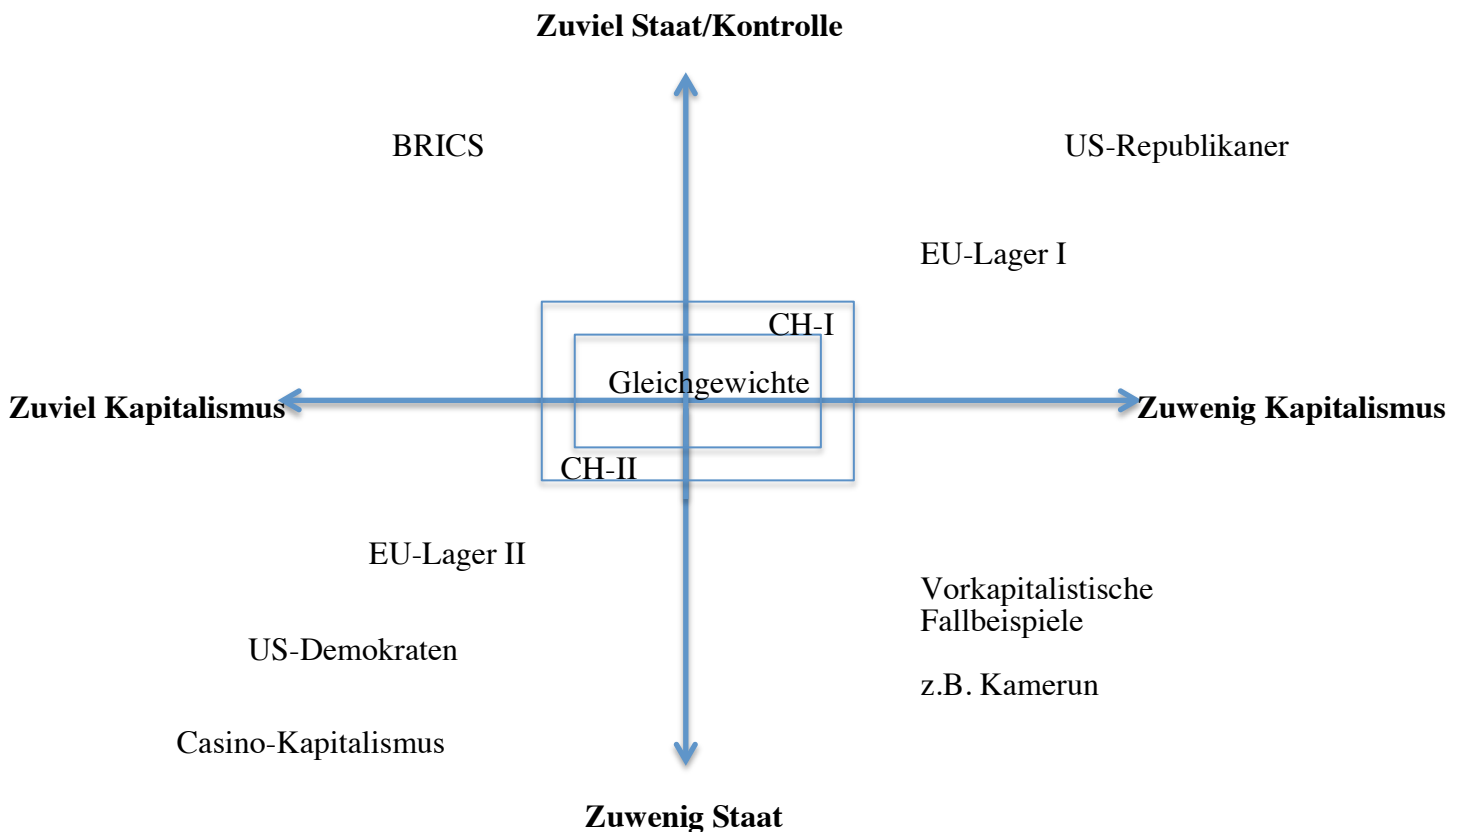 Zuviel Staat/Kontrolle
BRICS
US-Republikaner
EU-Lager I
CH-I
Gleichgewichte
Zuviel Kapitalismus
Zuwenig Kapitalismus
CH-II
EU-Lager II
Vorkapitalistische
Fallbeispiele
US-Demokraten
z.B. Kamerun
Casino-Kapitalismus
Zuwenig Staat